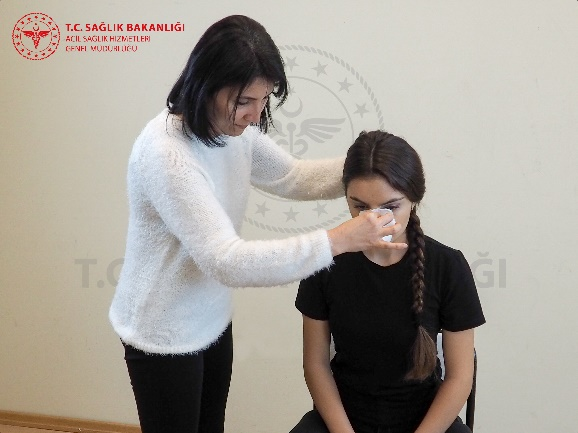 T.C. SAĞLIK BAKANLIĞI
ACİL SAĞLIK HİZMETLERİ
GENEL MÜDÜRLÜĞÜ
T.C.